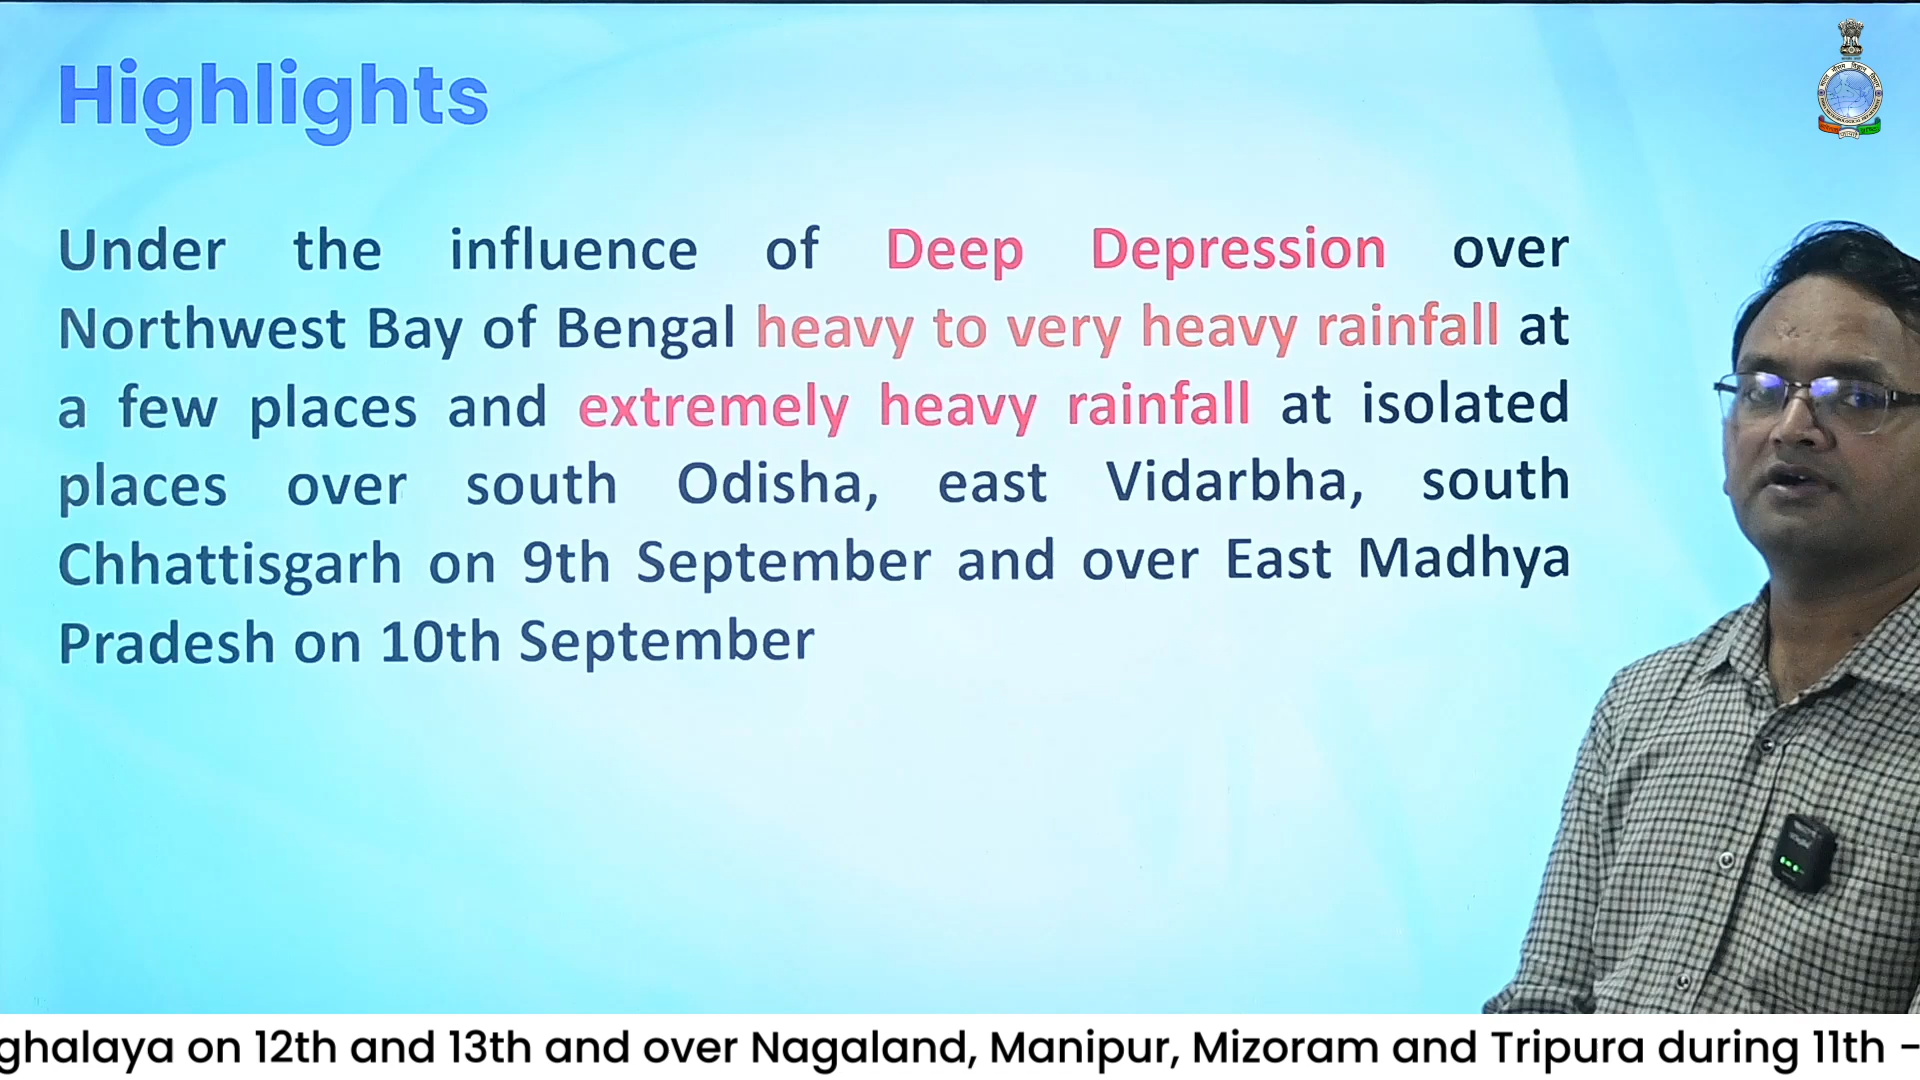 Highlights
Under the influence of Deep Depression over
Northwest Bay of Bengal heavy to very heavy rainfall at
a few places and extremely heavy rainfall at isolated
places over south Odisha, east Vidarbha, south
Chhattisgarh on 9th September and over East Madhya
Pradesh on 10th September
ghalaya on 12th and 13th and over Nagaland, Manipur, Mizoram and Tripura during 11th -